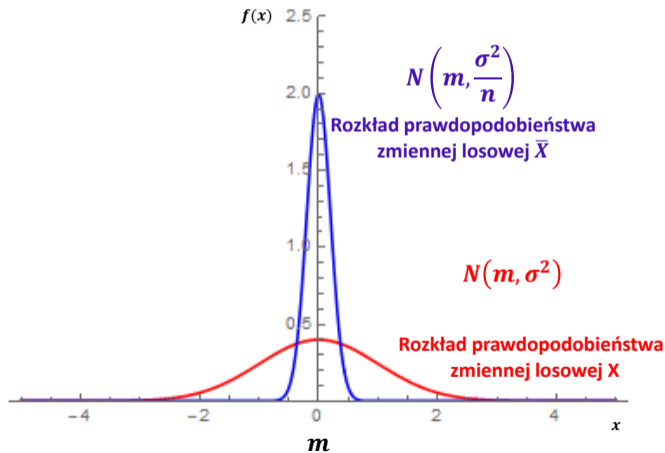 f(x)
2.5
N(m, σ²/n)
2.0
Rozkład prawdopodobieństwa
zmiennej losowej X̅
1.5
1.0
N(m, σ²)
0.5
Rozkład prawdopodobieństwa
zmiennej losowej X
−4 −2 0 2 4
x
m